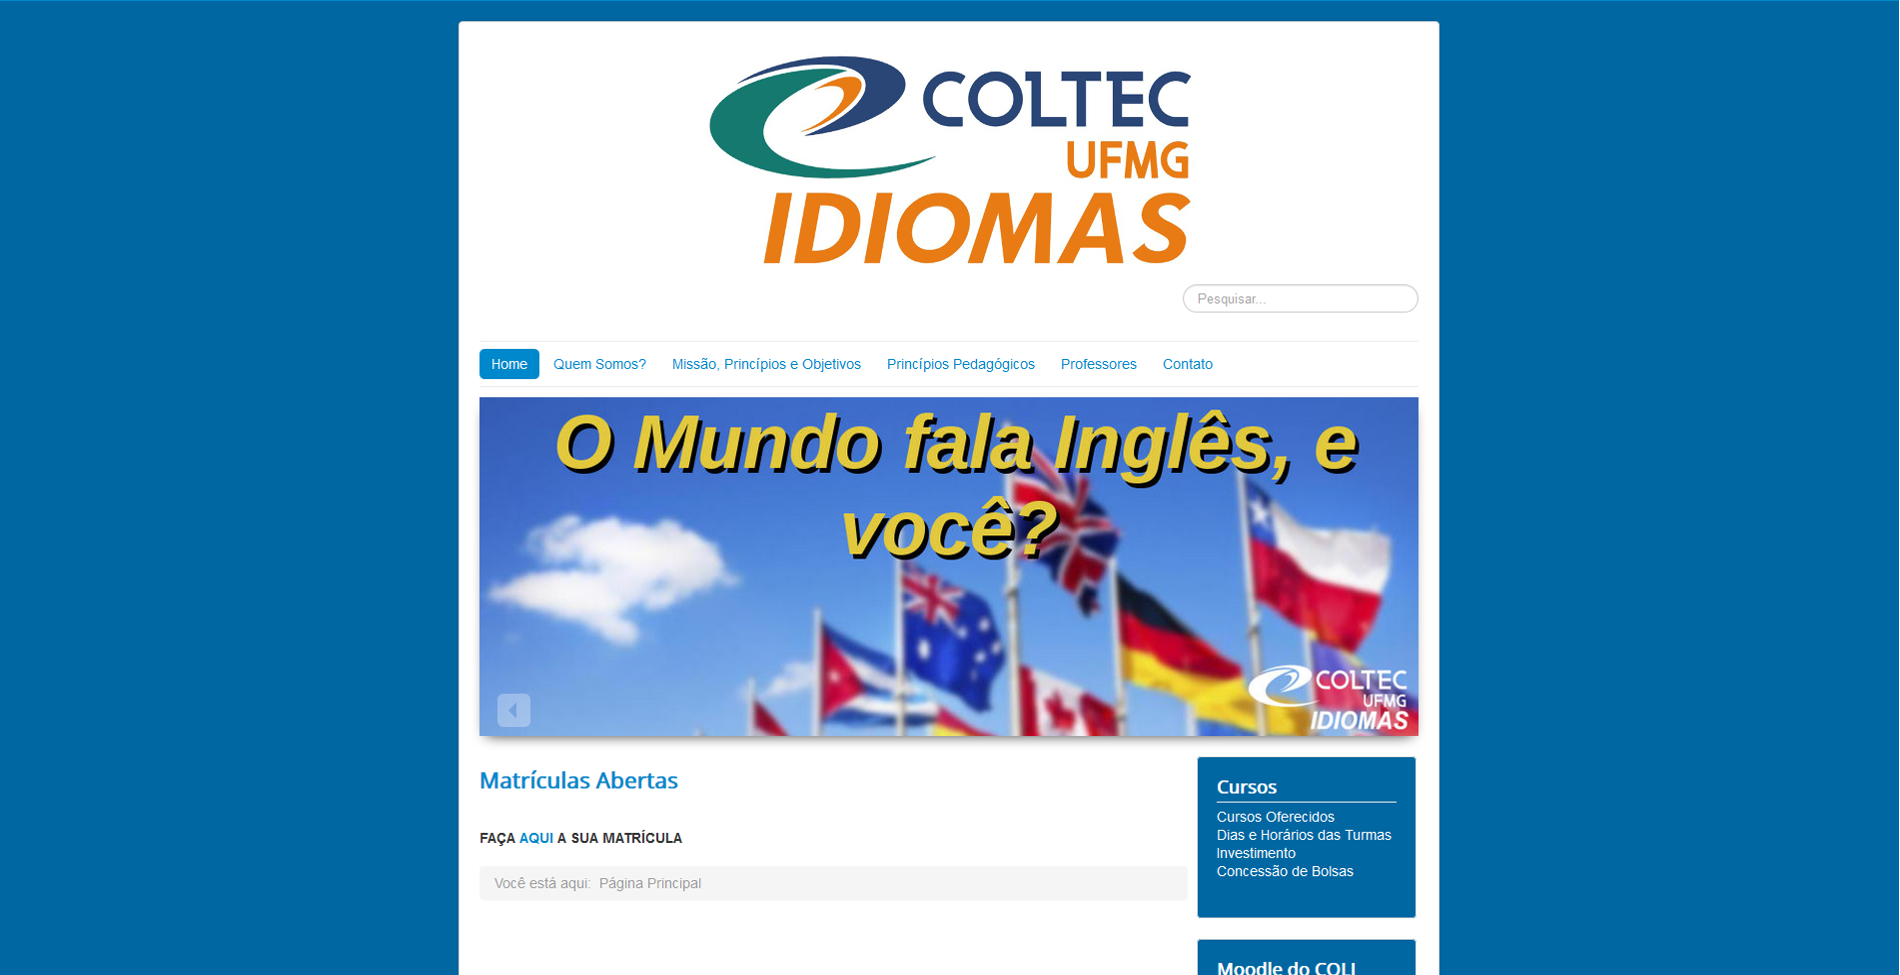 COLTEC
UFMG
IDIOMAS
Pesquisar...
Home Quem Somos? Missão, Princípios e Objetivos Princípios Pedagógicos Professores Contato
O Mundo fala Inglês, e
você?
COLTEC
UFMG
IDIOMAS
Matrículas Abertas
FAÇA AQUI A SUA MATRÍCULA
Você está aqui: Página Principal
Cursos
Cursos Oferecidos
Dias e Horários das Turmas
Investimento
Concessão de Bolsas
Moodle do COLI